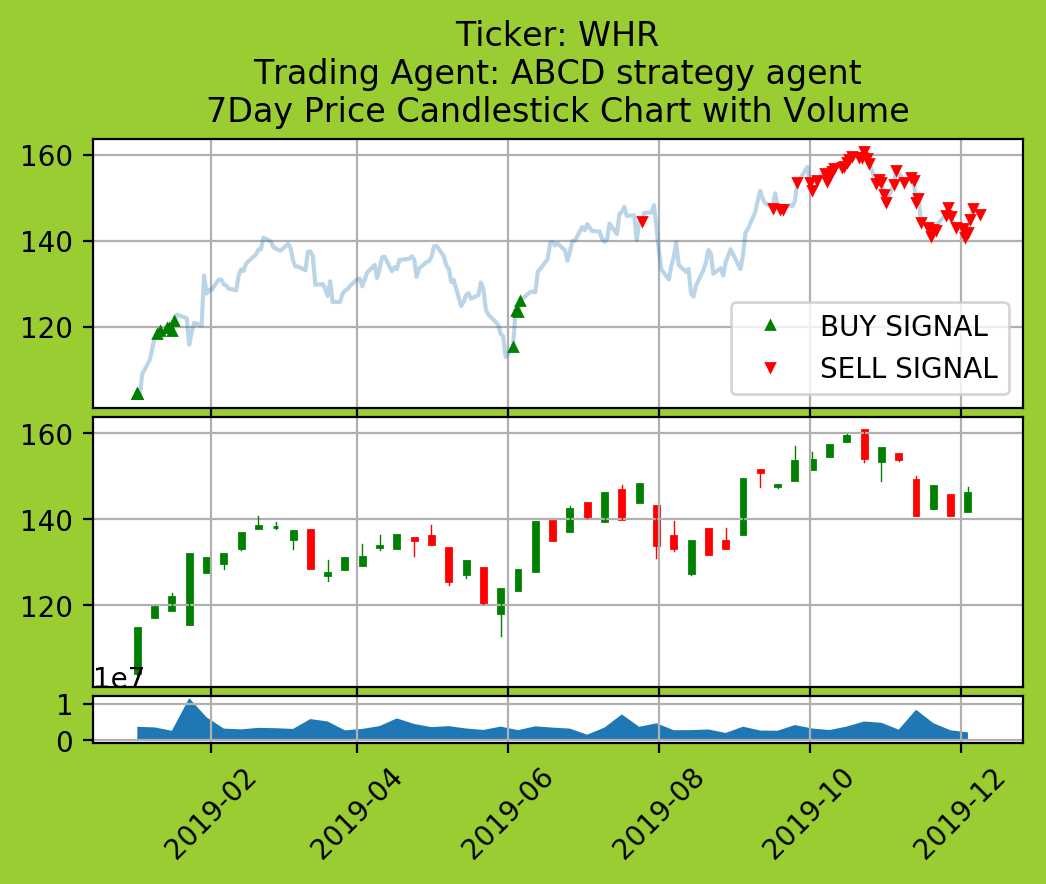 Ticker: WHR
Trading Agent: ABCD strategy agent
7Day Price Candlestick Chart with Volume
160
140
120
BUY SIGNAL
SELL SIGNAL
160
140
120
1e7
1
0
2019-02
2019-04
2019-06
2019-08
2019-10
2019-12